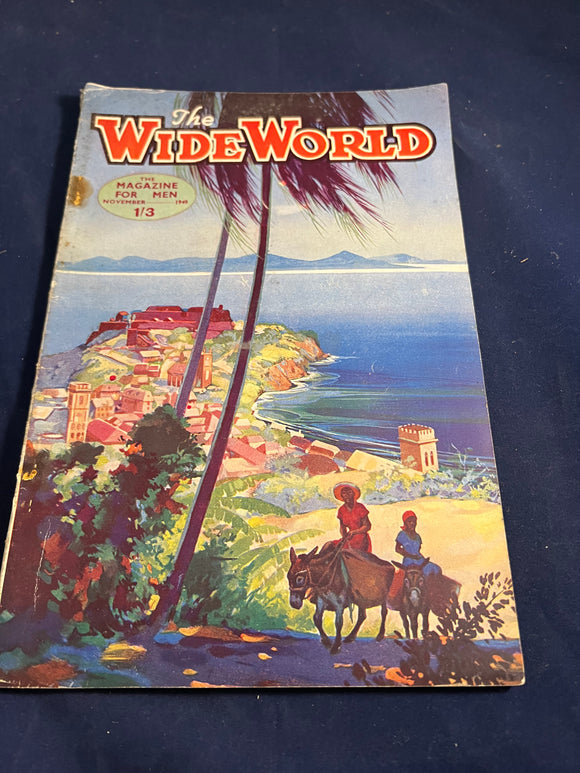 The
WIDE WORLD
THE
MAGAZINE
FOR MEN
NOVEMBER 1949
1/3